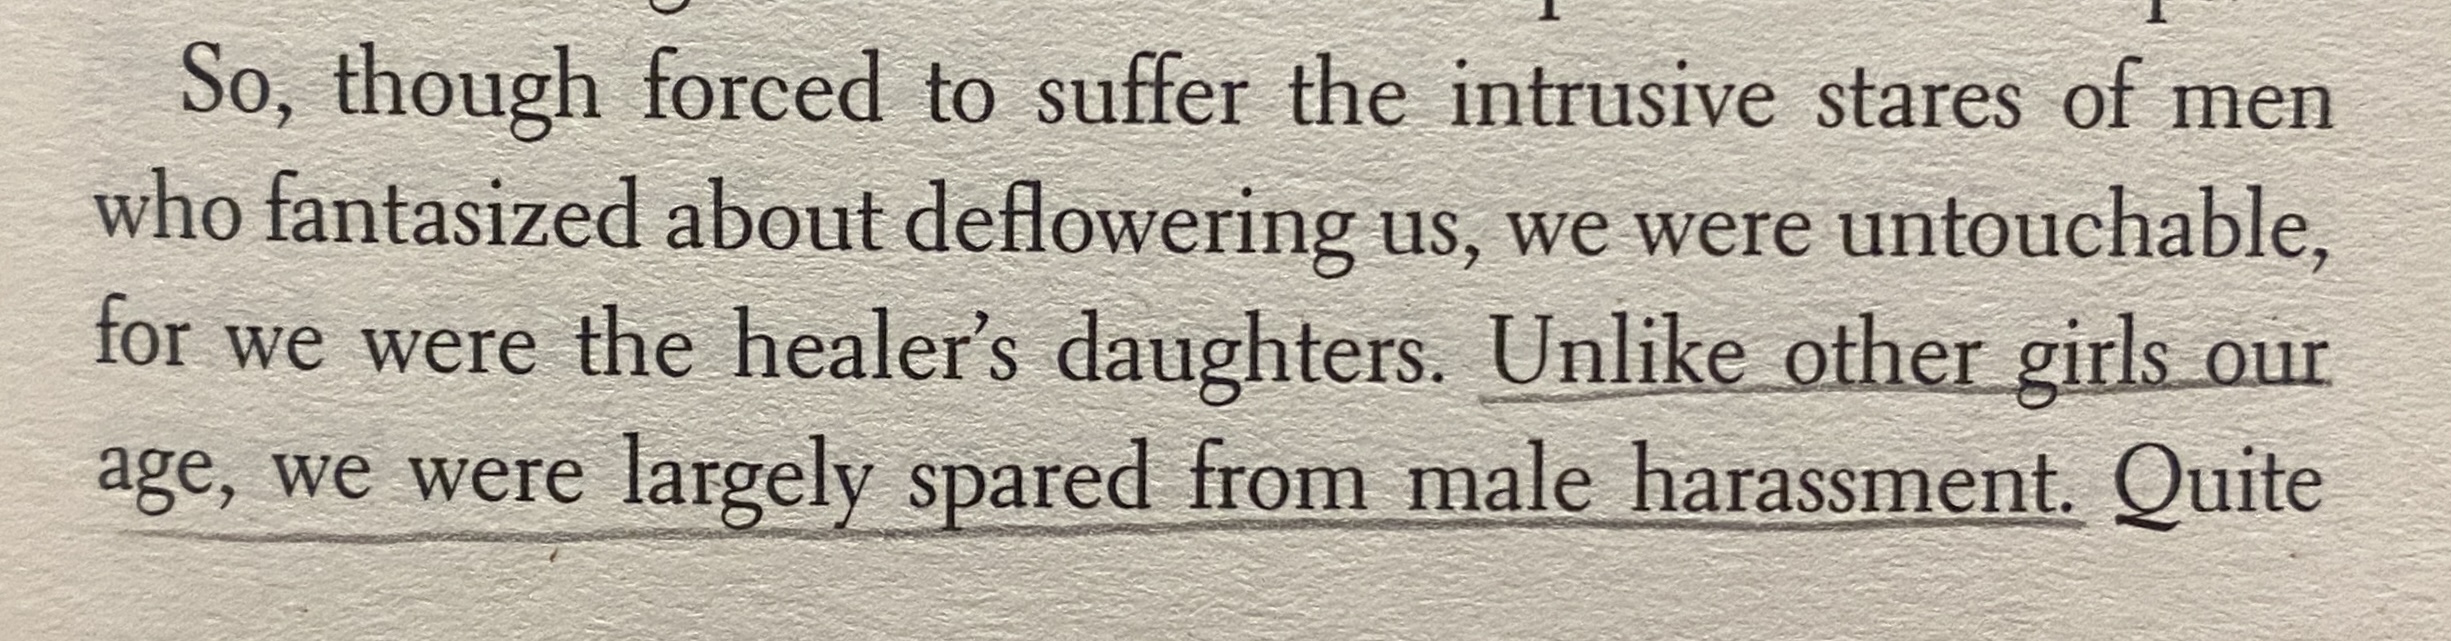 So, though forced to suffer the intrusive stares of men
who fantasized about deflowering us, we were untouchable,
for we were the healer’s daughters. Unlike other girls our
age, we were largely spared from male harassment. Quite